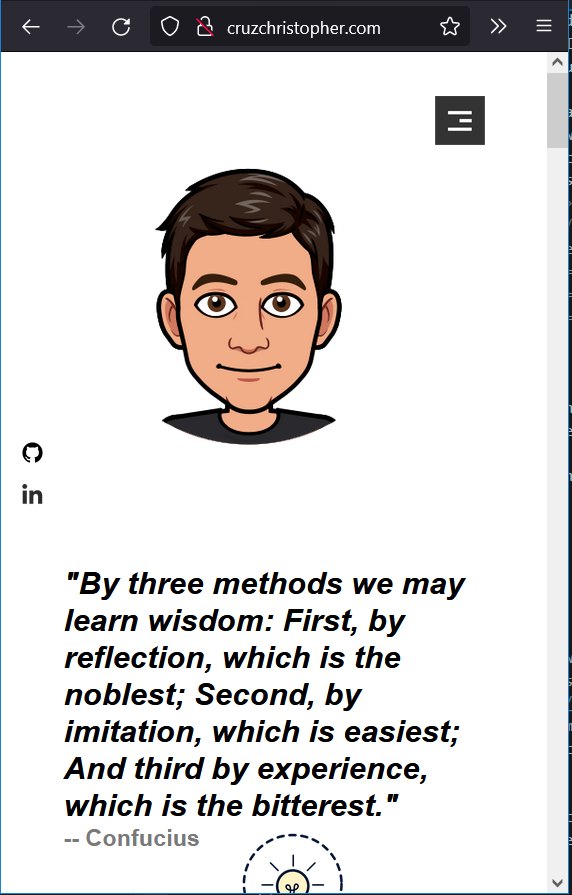 cruzchristopher.com
in
"By three methods we may
learn wisdom: First, by
reflection, which is the
noblest; Second, by
imitation, which is easiest;
And third by experience,
which is the bitterest."
-- Confucius